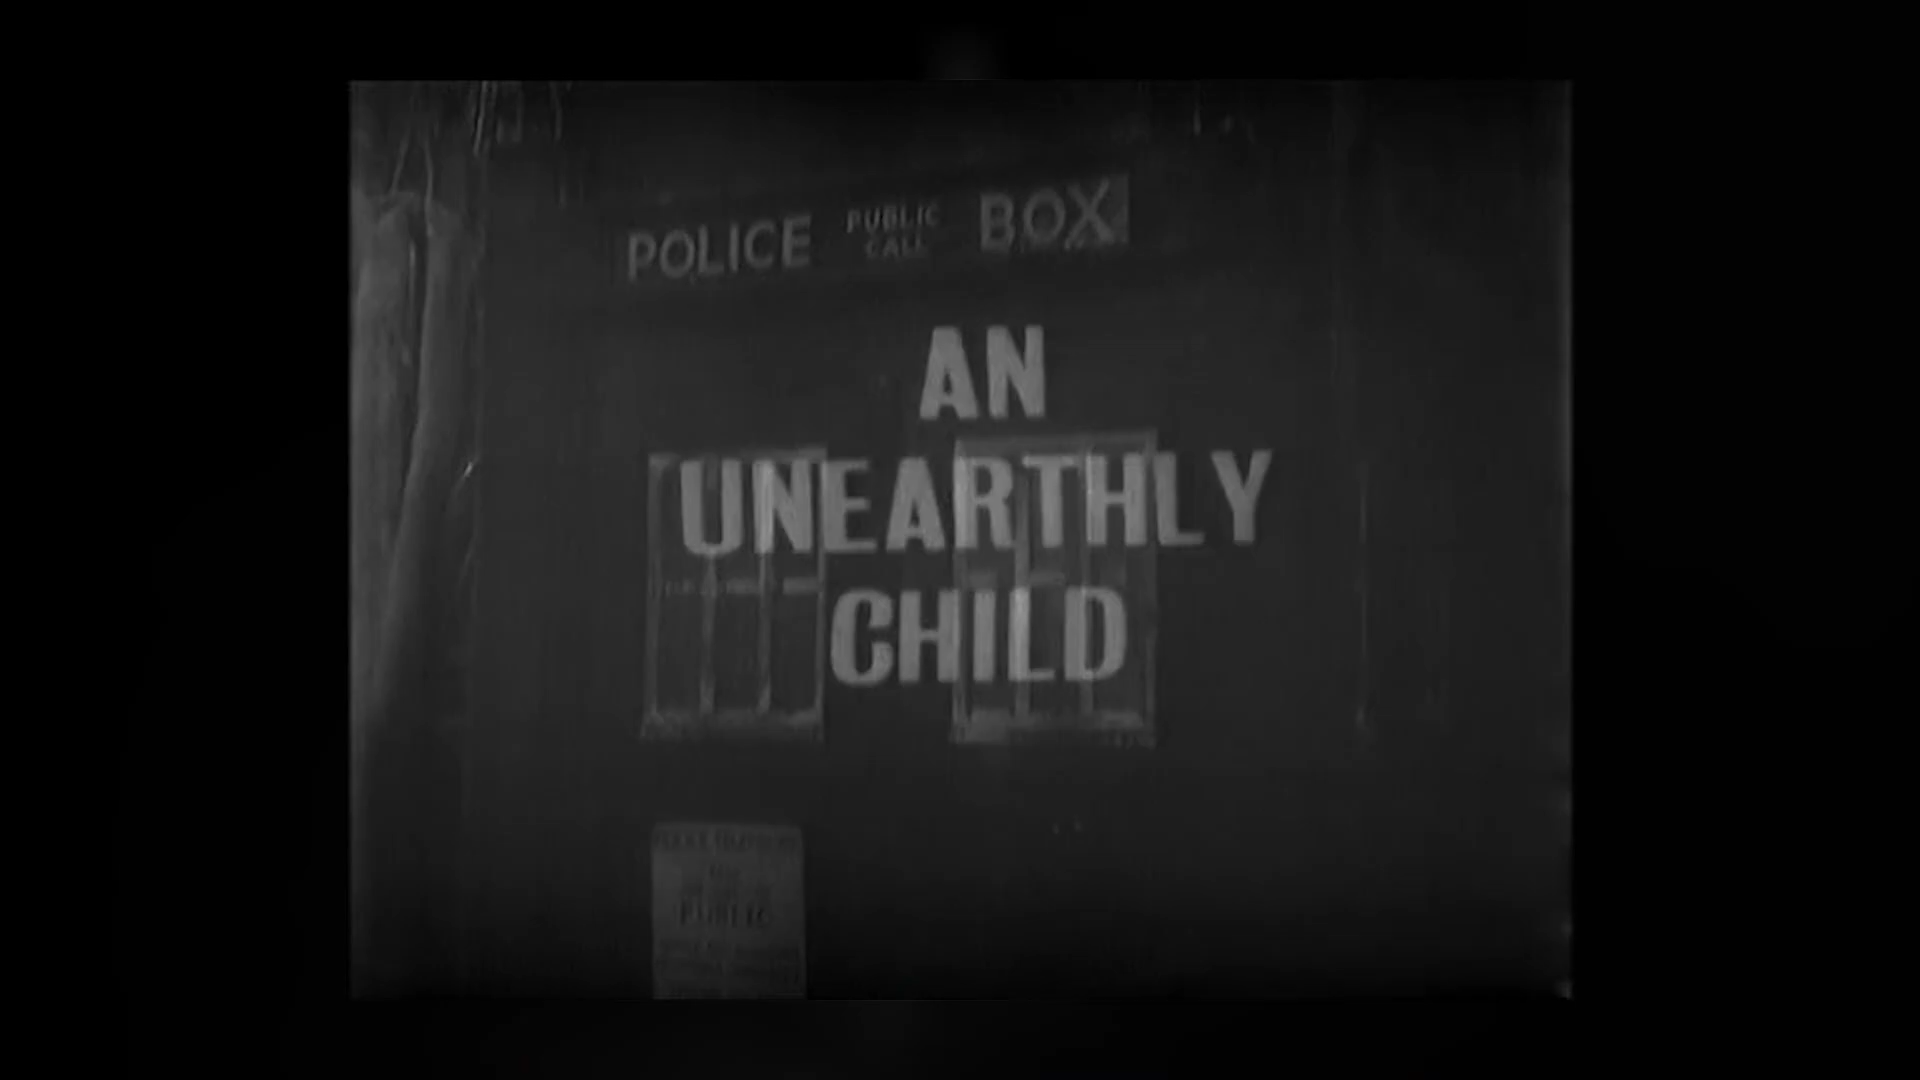 POLICE PUBLIC CALL BOX
AN
UNEARTHLY
CHILD
PUBLIC